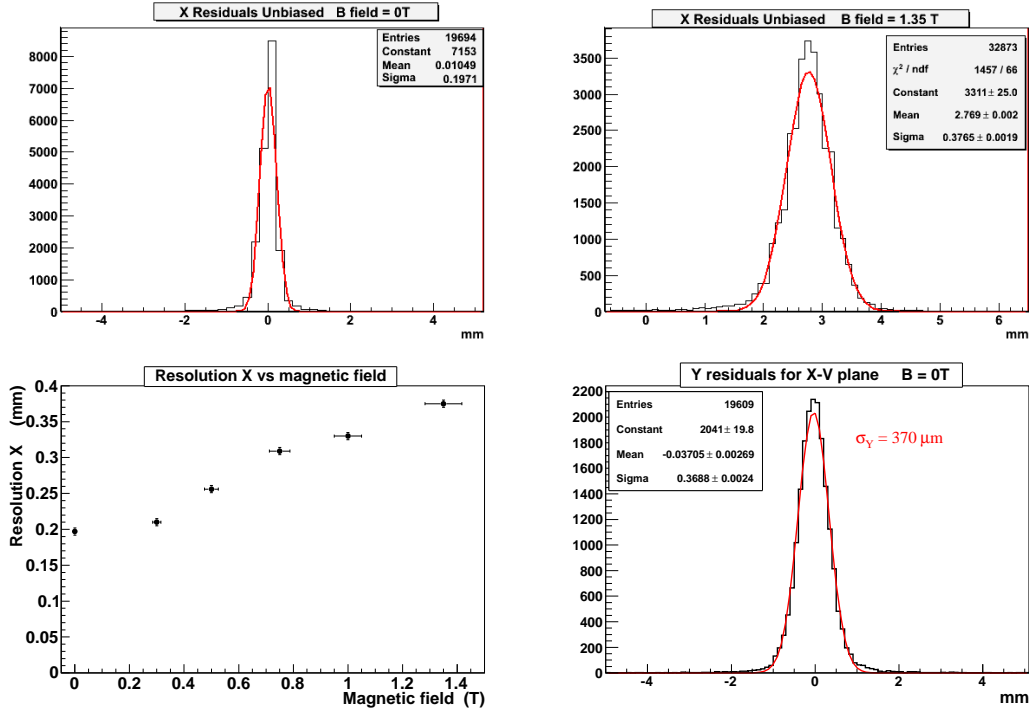 X Residuals Unbiased B field = 0T
Entries 19694
Constant 7153
Mean 0.01049
Sigma 0.1971
8000
7000
6000
5000
4000
3000
2000
1000
0
-4 -2 0 2 4
mm
X Residuals Unbiased B field = 1.35 T
Entries 32873
χ² / ndf 1457 / 66
Constant 3311 ± 25.0
Mean 2.769 ± 0.002
Sigma 0.3765 ± 0.0019
3500
3000
2500
2000
1500
1000
500
0
0 1 2 3 4 5 6
mm
Resolution X vs magnetic field
Resolution X (mm)
0.4
0.35
0.3
0.25
0.2
0.15
0.1
0.05
0
0 0.2 0.4 0.6 0.8 1 1.2 1.4
Magnetic field (T)
Y residuals for X-V plane B = 0T
Entries 19609
Constant 2041 ± 19.8
Mean -0.03705 ± 0.00269
Sigma 0.3688 ± 0.0024
σY = 370 μm
2200
2000
1800
1600
1400
1200
1000
800
600
400
200
0
-4 -2 0 2 4
mm